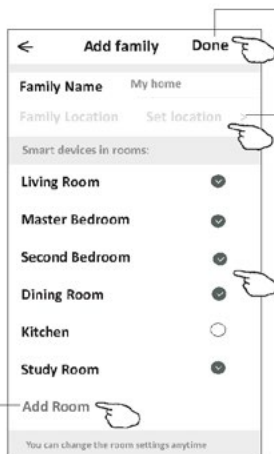 ← Add family Done
Family Name My home
Family Location Set location >
Smart devices in rooms:
Living Room
Master Bedroom
Second Bedroom
Dining Room
Kitchen
Study Room
Add Room
You can change the room settings anytime